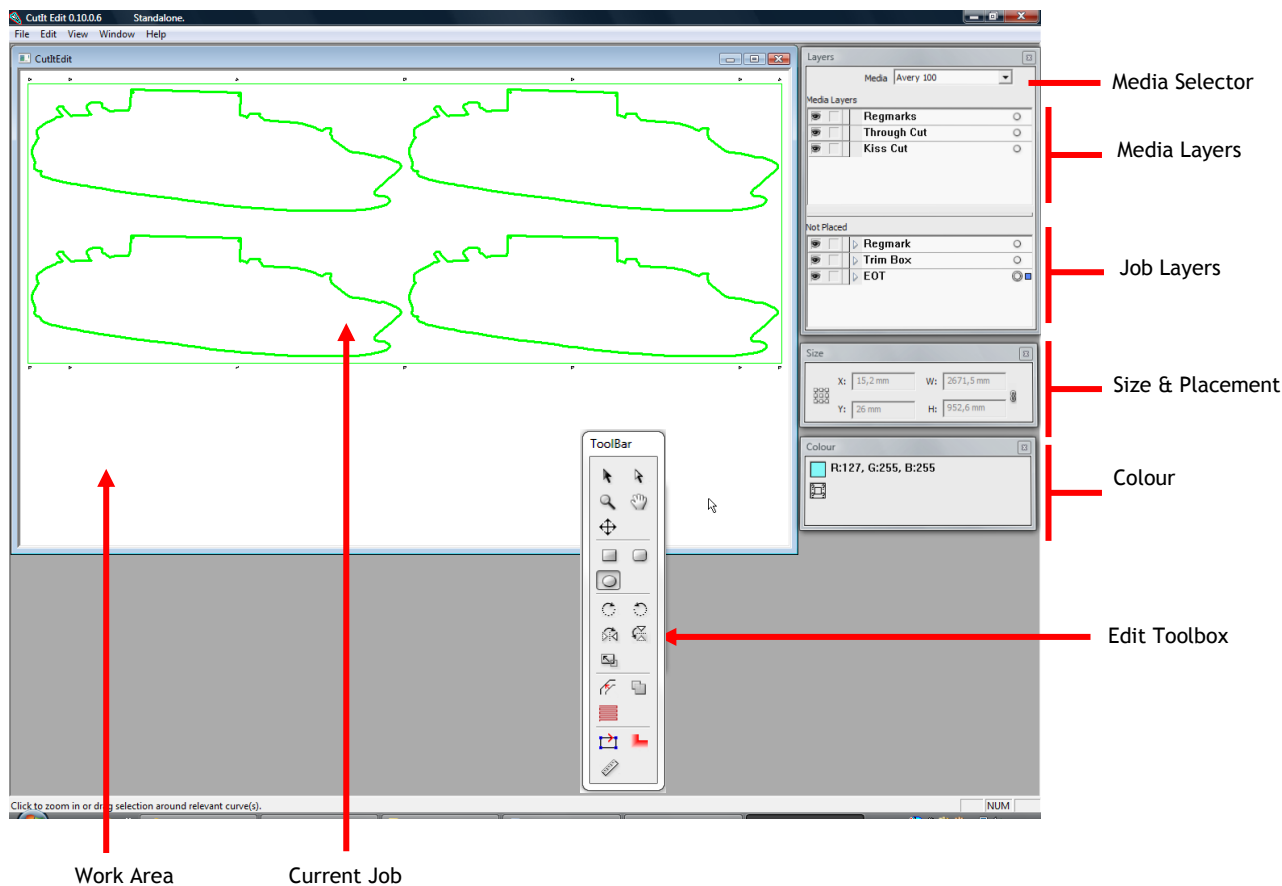 CutIt Edit 0.10.0.6 Standalone.
File Edit View Window Help
CutItEdit
Layers
Media Avery 100
Media Layers
Regmarks
Through Cut
Kiss Cut
Not Placed
Regmark
Trim Box
EOT
Size
X: 15,2 mm W: 2671,5 mm
Y: 26 mm H: 952,6 mm
Colour
R:127, G:255, B:255
ToolBar
Click to zoom in or drag selection around relevant curve(s).
NUM
Media Selector
Media Layers
Job Layers
Size & Placement
Colour
Edit Toolbox
Work Area
Current Job